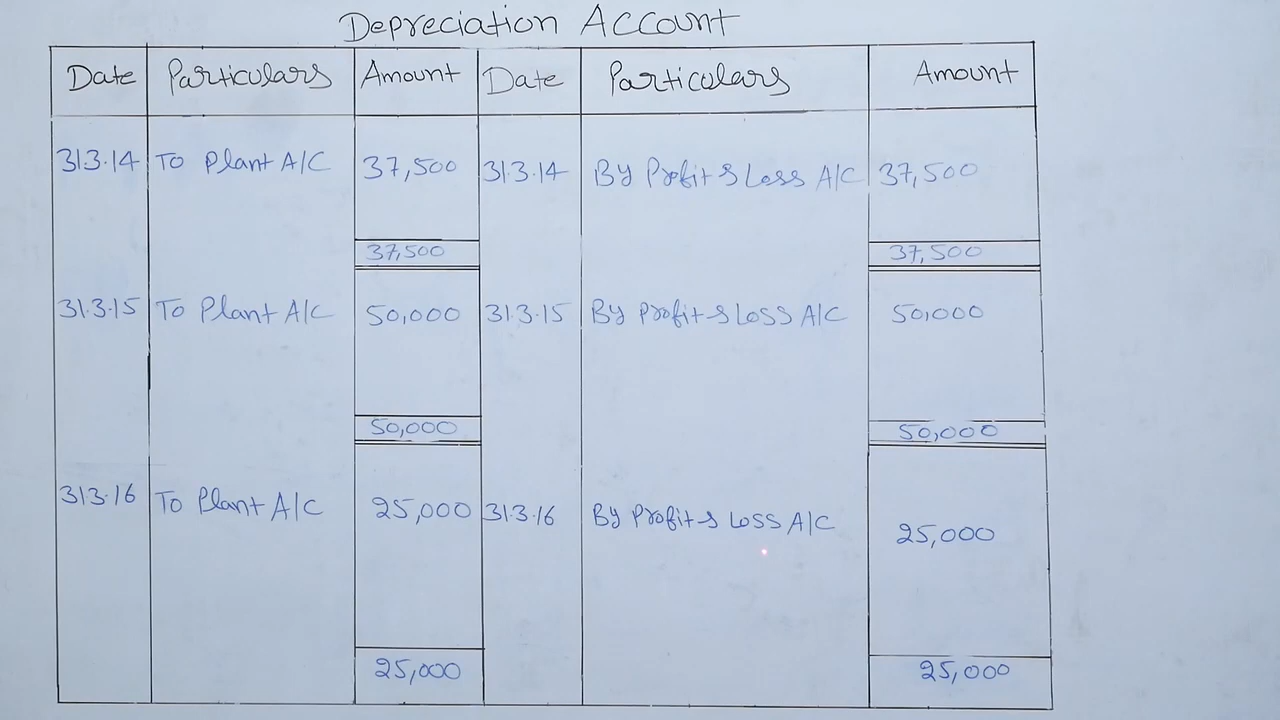 Depreciation Account
Date Particulars Amount Date Particulars Amount
31.3.14 To Plant A/C 37,500 31.3.14 By Profit & Loss A/C 37,500
37,500 37,500
31.3.15 To Plant A/C 50,000 31.3.15 By Profit & Loss A/C 50,000
50,000 50,000
31.3.16 To Plant A/C 25,000 31.3.16 By Profit & Loss A/C 25,000
25,000 25,000